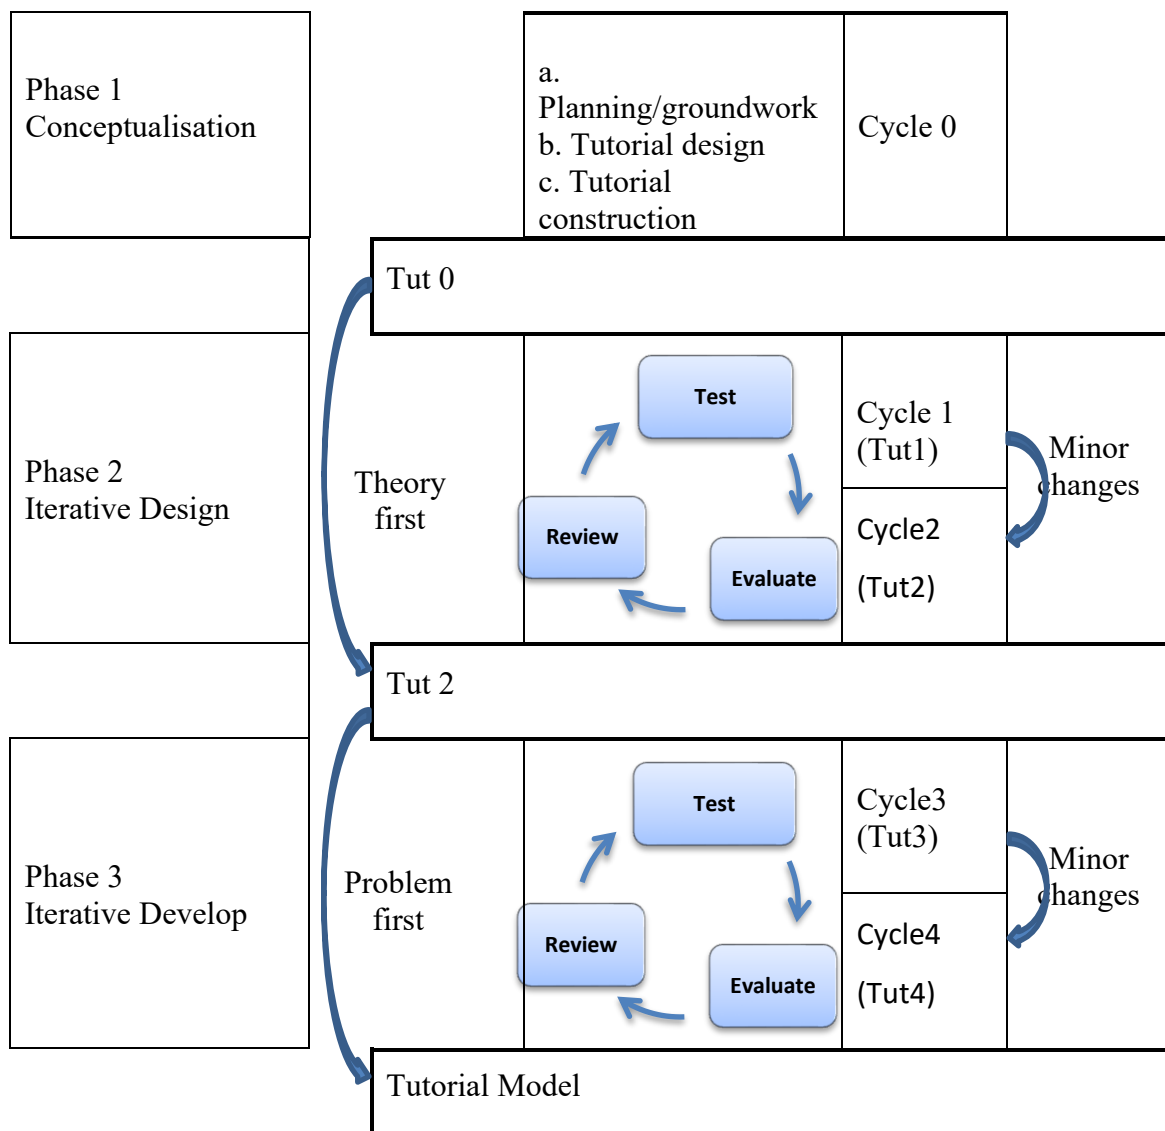 Phase 1
Conceptualisation
a.
Planning/groundwork
b. Tutorial design
c. Tutorial
construction
Cycle 0
Tut 0
Phase 2
Iterative Design
Theory
first
Test
Review
Evaluate
Cycle 1
(Tut1)
Cycle2
(Tut2)
Minor
changes
Tut 2
Phase 3
Iterative Develop
Problem
first
Test
Review
Evaluate
Cycle3
(Tut3)
Cycle4
(Tut4)
Minor
changes
Tutorial Model